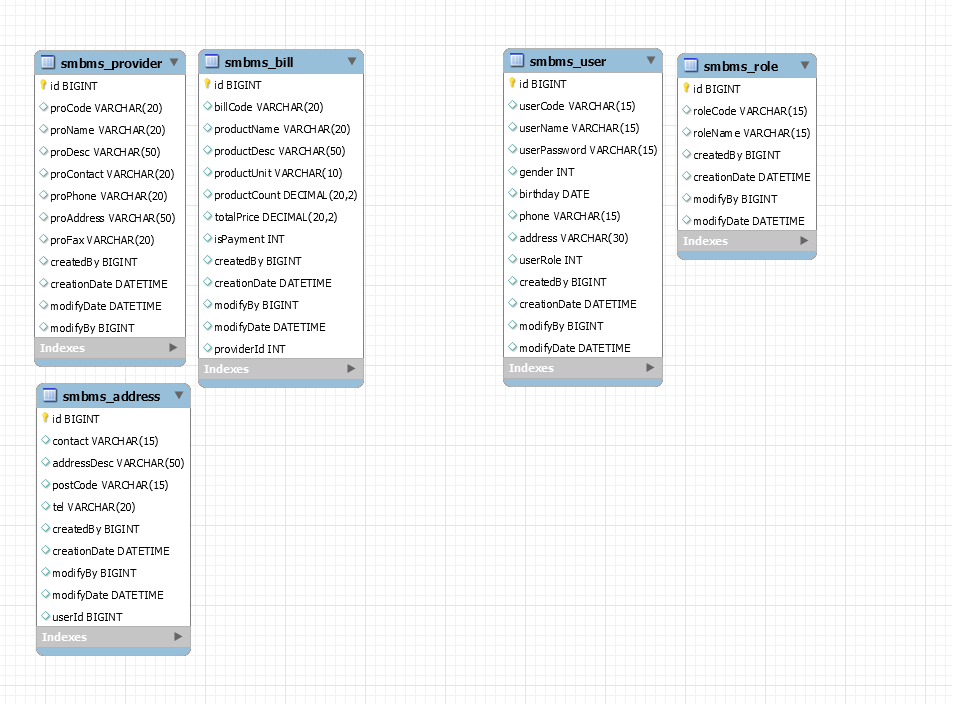 smbms_provider
id BIGINT
proCode VARCHAR(20)
proName VARCHAR(20)
proDesc VARCHAR(50)
proContact VARCHAR(20)
proPhone VARCHAR(20)
proAddress VARCHAR(50)
proFax VARCHAR(20)
createdBy BIGINT
creationDate DATETIME
modifyDate DATETIME
modifyBy BIGINT
Indexes
smbms_bill
id BIGINT
billCode VARCHAR(20)
productName VARCHAR(20)
productDesc VARCHAR(50)
productUnit VARCHAR(10)
productCount DECIMAL(20,2)
totalPrice DECIMAL(20,2)
isPayment INT
createdBy BIGINT
creationDate DATETIME
modifyBy BIGINT
modifyDate DATETIME
providerId INT
Indexes
smbms_user
id BIGINT
userCode VARCHAR(15)
userName VARCHAR(15)
userPassword VARCHAR(15)
gender INT
birthday DATE
phone VARCHAR(15)
address VARCHAR(30)
userRole INT
createdBy BIGINT
creationDate DATETIME
modifyBy BIGINT
modifyDate DATETIME
Indexes
smbms_role
id BIGINT
roleCode VARCHAR(15)
roleName VARCHAR(15)
createdBy BIGINT
creationDate DATETIME
modifyBy BIGINT
modifyDate DATETIME
Indexes
smbms_address
id BIGINT
contact VARCHAR(15)
addressDesc VARCHAR(50)
postCode VARCHAR(15)
tel VARCHAR(20)
createdBy BIGINT
creationDate DATETIME
modifyBy BIGINT
modifyDate DATETIME
userId BIGINT
Indexes